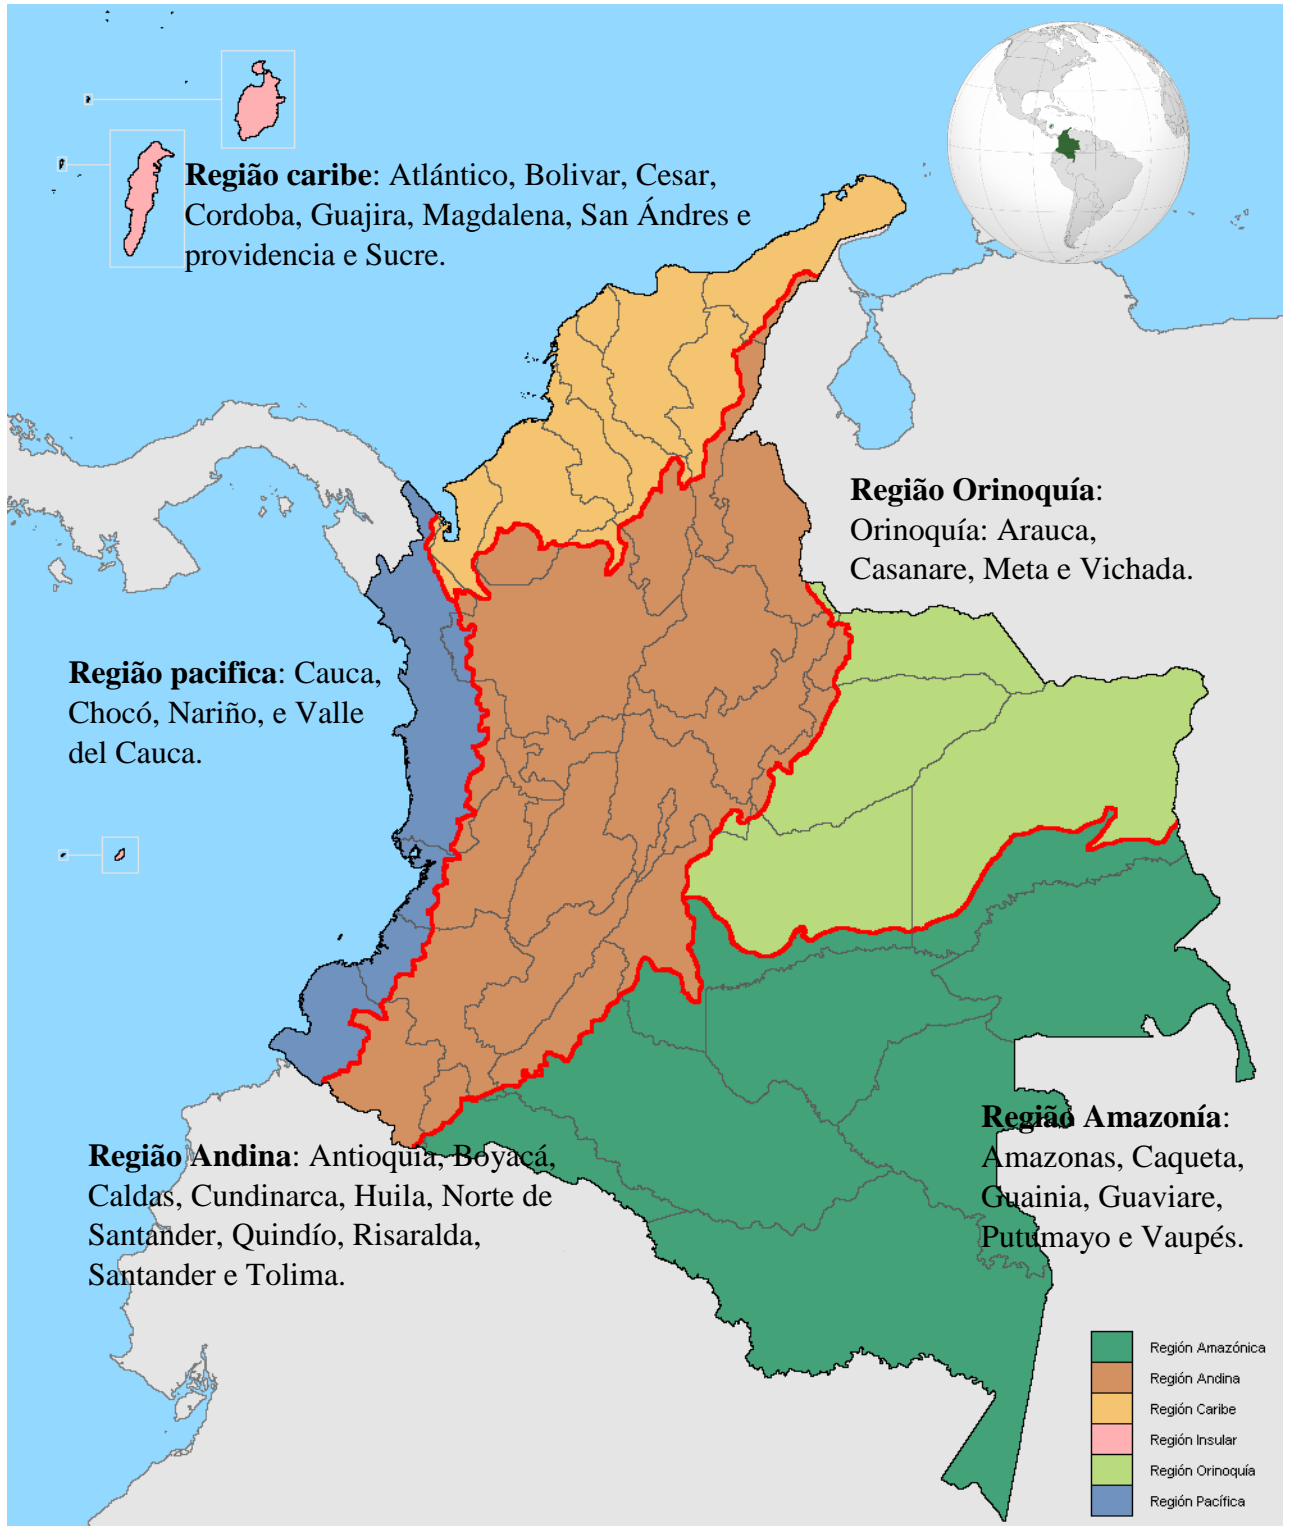 Região caribe: Atlántico, Bolivar, Cesar,
Cordoba, Guajira, Magdalena, San Ándres e
providencia e Sucre.
Região Orinoquía:
Orinoquía: Arauca,
Casanare, Meta e Vichada.
Região pacifica: Cauca,
Chocó, Nariño, e Valle
del Cauca.
Região Andina: Antioquía, Boyacá,
Caldas, Cundinarca, Huila, Norte de
Santander, Quindío, Risaralda,
Santander e Tolima.
Região Amazonía:
Amazonas, Caqueta,
Guainia, Guaviare,
Putumayo e Vaupés.
Región Amazónica
Región Andina
Región Caribe
Región Insular
Región Orinoquía
Región Pacífica